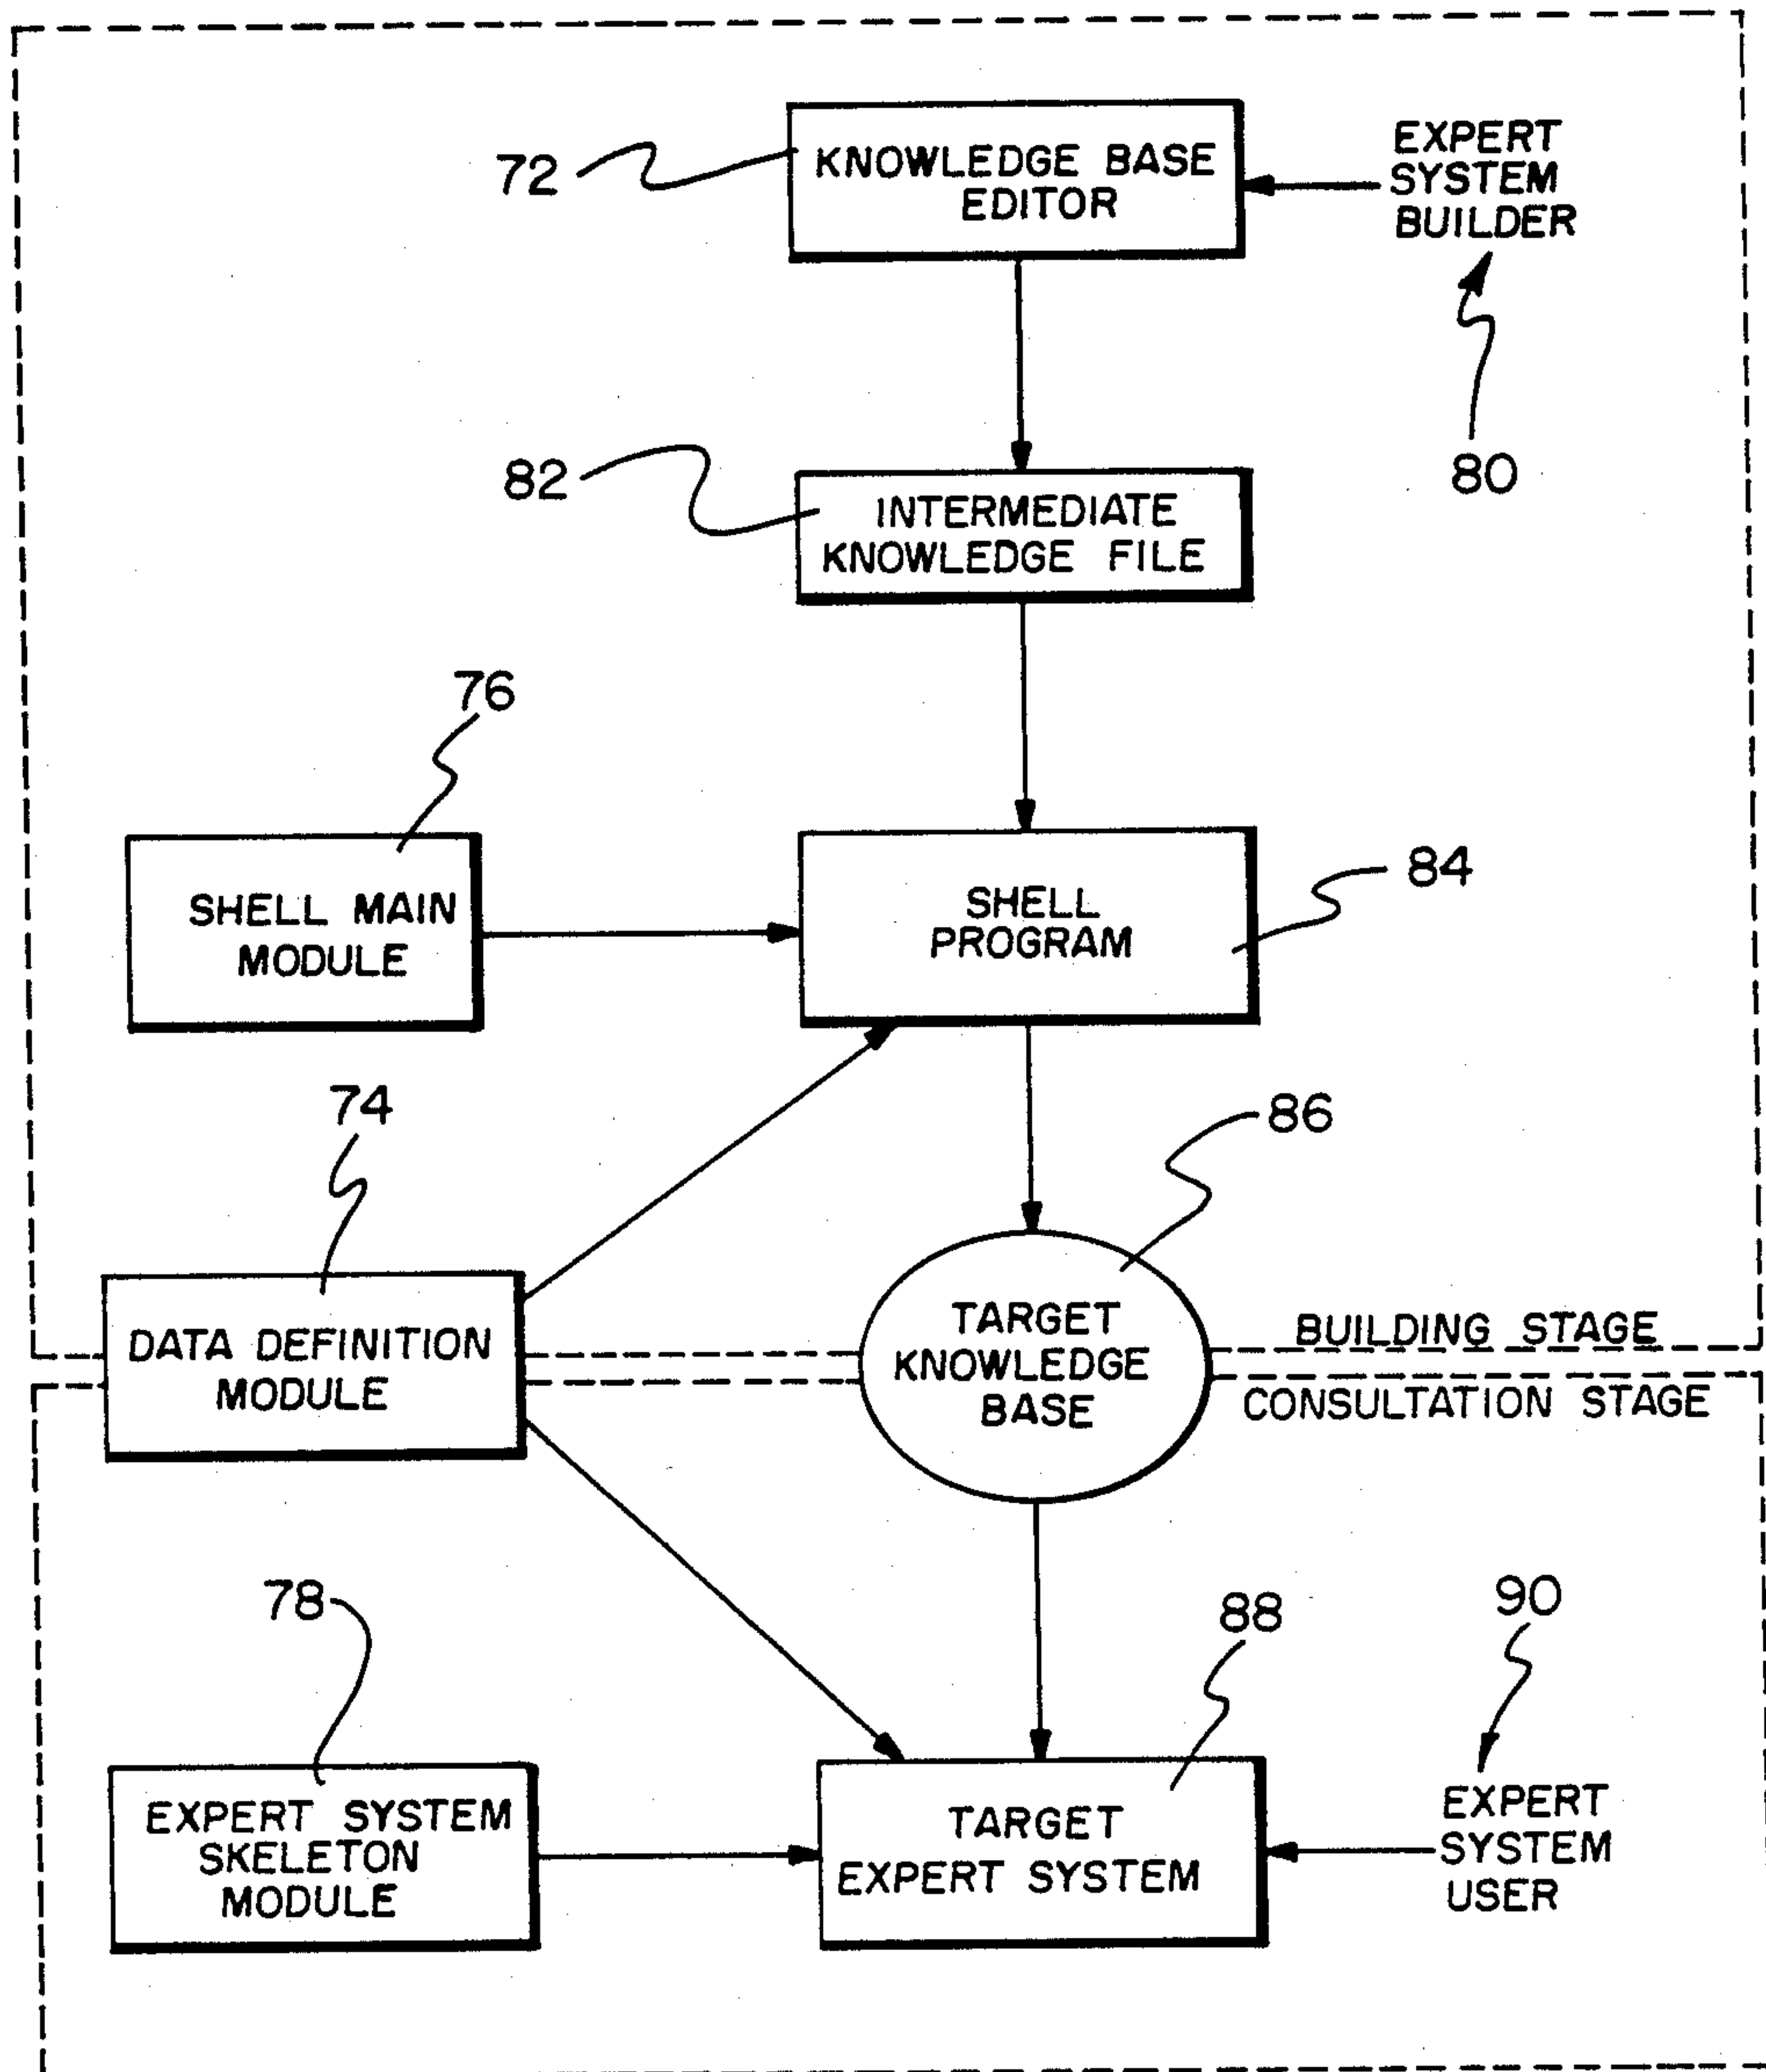 72
KNOWLEDGE BASE
EDITOR
EXPERT
SYSTEM
BUILDER
80
82
INTERMEDIATE
KNOWLEDGE FILE
76
SHELL MAIN
MODULE
SHELL
PROGRAM
84
74
DATA DEFINITION
MODULE
86
TARGET
KNOWLEDGE
BASE
BUILDING STAGE
CONSULTATION STAGE
78
EXPERT SYSTEM
SKELETON
MODULE
88
TARGET
EXPERT SYSTEM
90
EXPERT
SYSTEM
USER